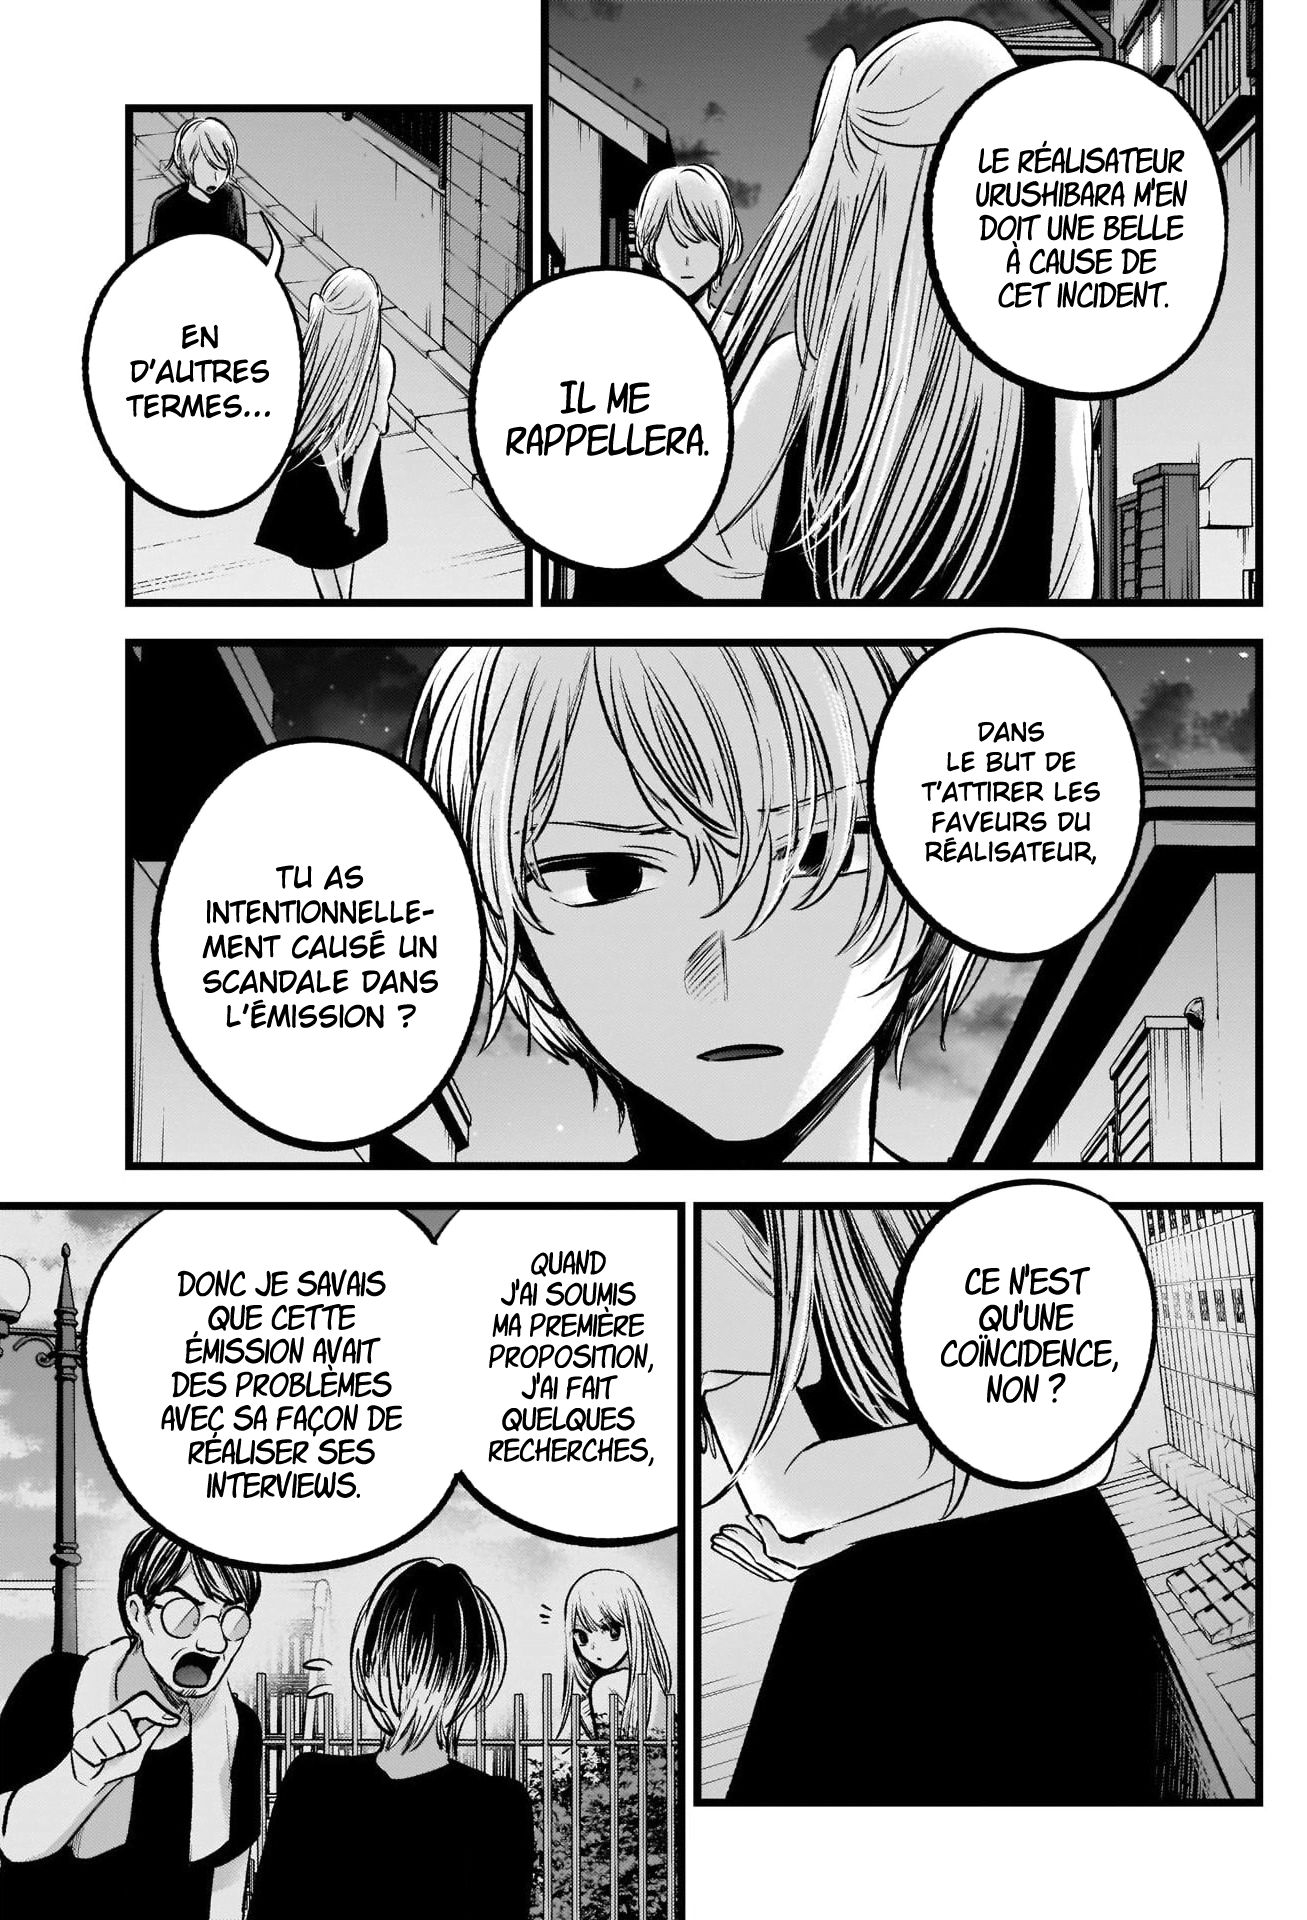 LE RÉALISATEUR
URUSHIBARA M'EN
DOIT UNE BELLE
À CAUSE DE
CET INCIDENT.
IL ME
RAPPELLERA.
EN
D'AUTRES
TERMES...
DANS
LE BUT DE
T'ATTIRER LES
FAVEURS DU
RÉALISATEUR,
TU AS
INTENTIONNELLE-
MENT CAUSÉ UN
SCANDALE DANS
L'ÉMISSION ?
CE N'EST
QU'UNE
COÏNCIDENCE,
NON ?
QUAND
J'AI SOUMIS
MA PREMIÈRE
PROPOSITION,
J'AI FAIT
QUELQUES
RECHERCHES,
DONC JE SAVAIS
QUE CETTE
ÉMISSION AVAIT
DES PROBLÈMES
AVEC SA FAÇON DE
RÉALISER SES
INTERVIEWS.